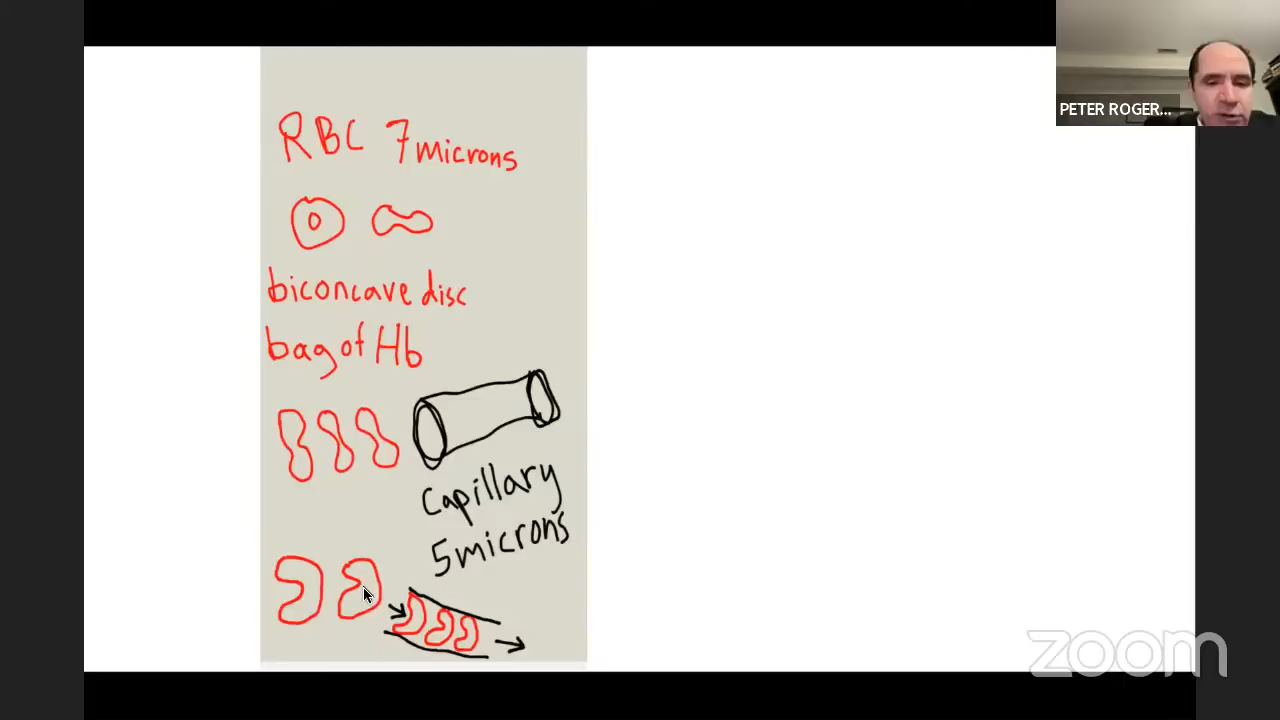 PETER ROGER...
RBC 7microns
biconcave disc
bag of Hb
Capillary
5microns
zoom